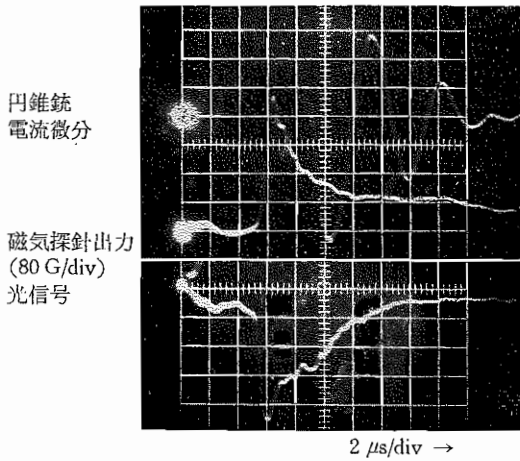 円錐銃
電流微分
磁気探針出力
(80 G/div)
光信号
2 μs/div →